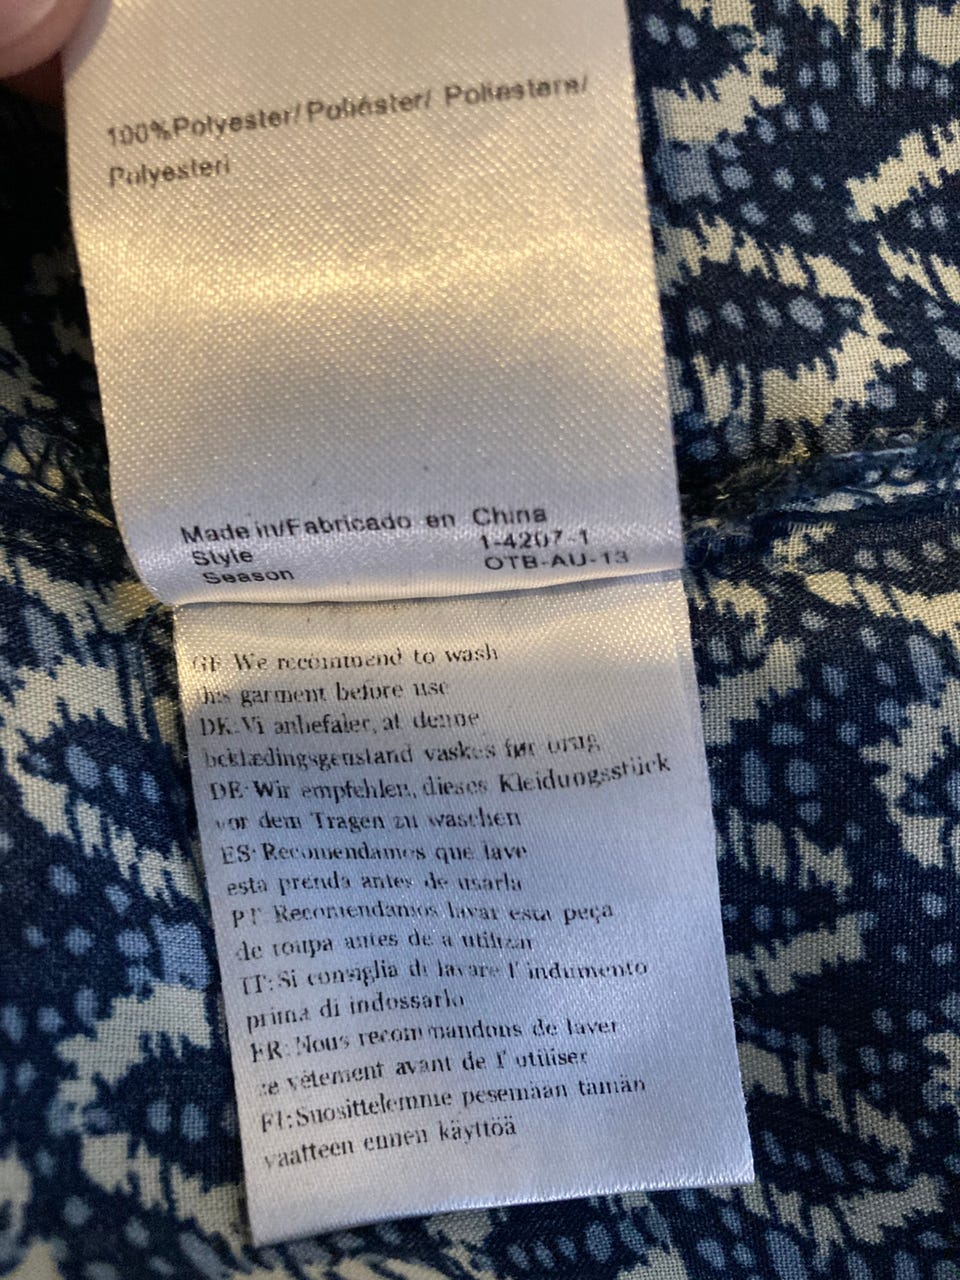 100%Polyester/Poliéster/ Poliestere/
Polyesteri
Made in/Fabricado en China
Style 1-4207-1
Season OTB-AU-13
We recommend to wash
this garment before use
DK:Vi anbefaler, at denne
beklædingsgenstand vaskes før brug
DE:Wir empfehlen, dieses Kleidungsstück
vor dem Tragen zu waschen
ES:Recomendamos que lave
esta prenda antes de usarla
PT Recomendamos lavar esta peça
de roupa antes de a utilizar
IT:Si consiglia di lavare l'indumento
prima di indossarlo
FR:Nous recommandons de laver
ce vêtement avant de l'utiliser
FI:Suosittelemme pesemään tämän
vaatteen ennen käyttöä